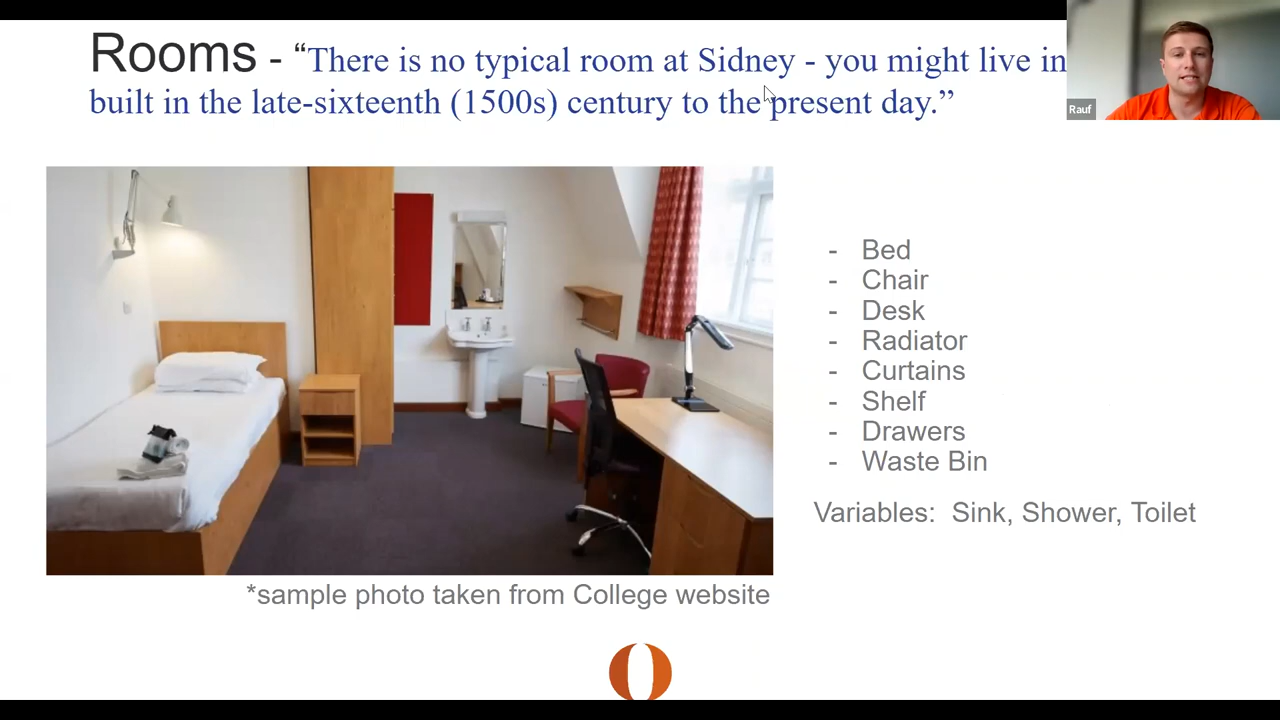 Rooms - “There is no typical room at Sidney - you might live in
built in the late-sixteenth (1500s) century to the present day.”
Rauf
- Bed
- Chair
- Desk
- Radiator
- Curtains
- Shelf
- Drawers
- Waste Bin
Variables: Sink, Shower, Toilet
*sample photo taken from College website